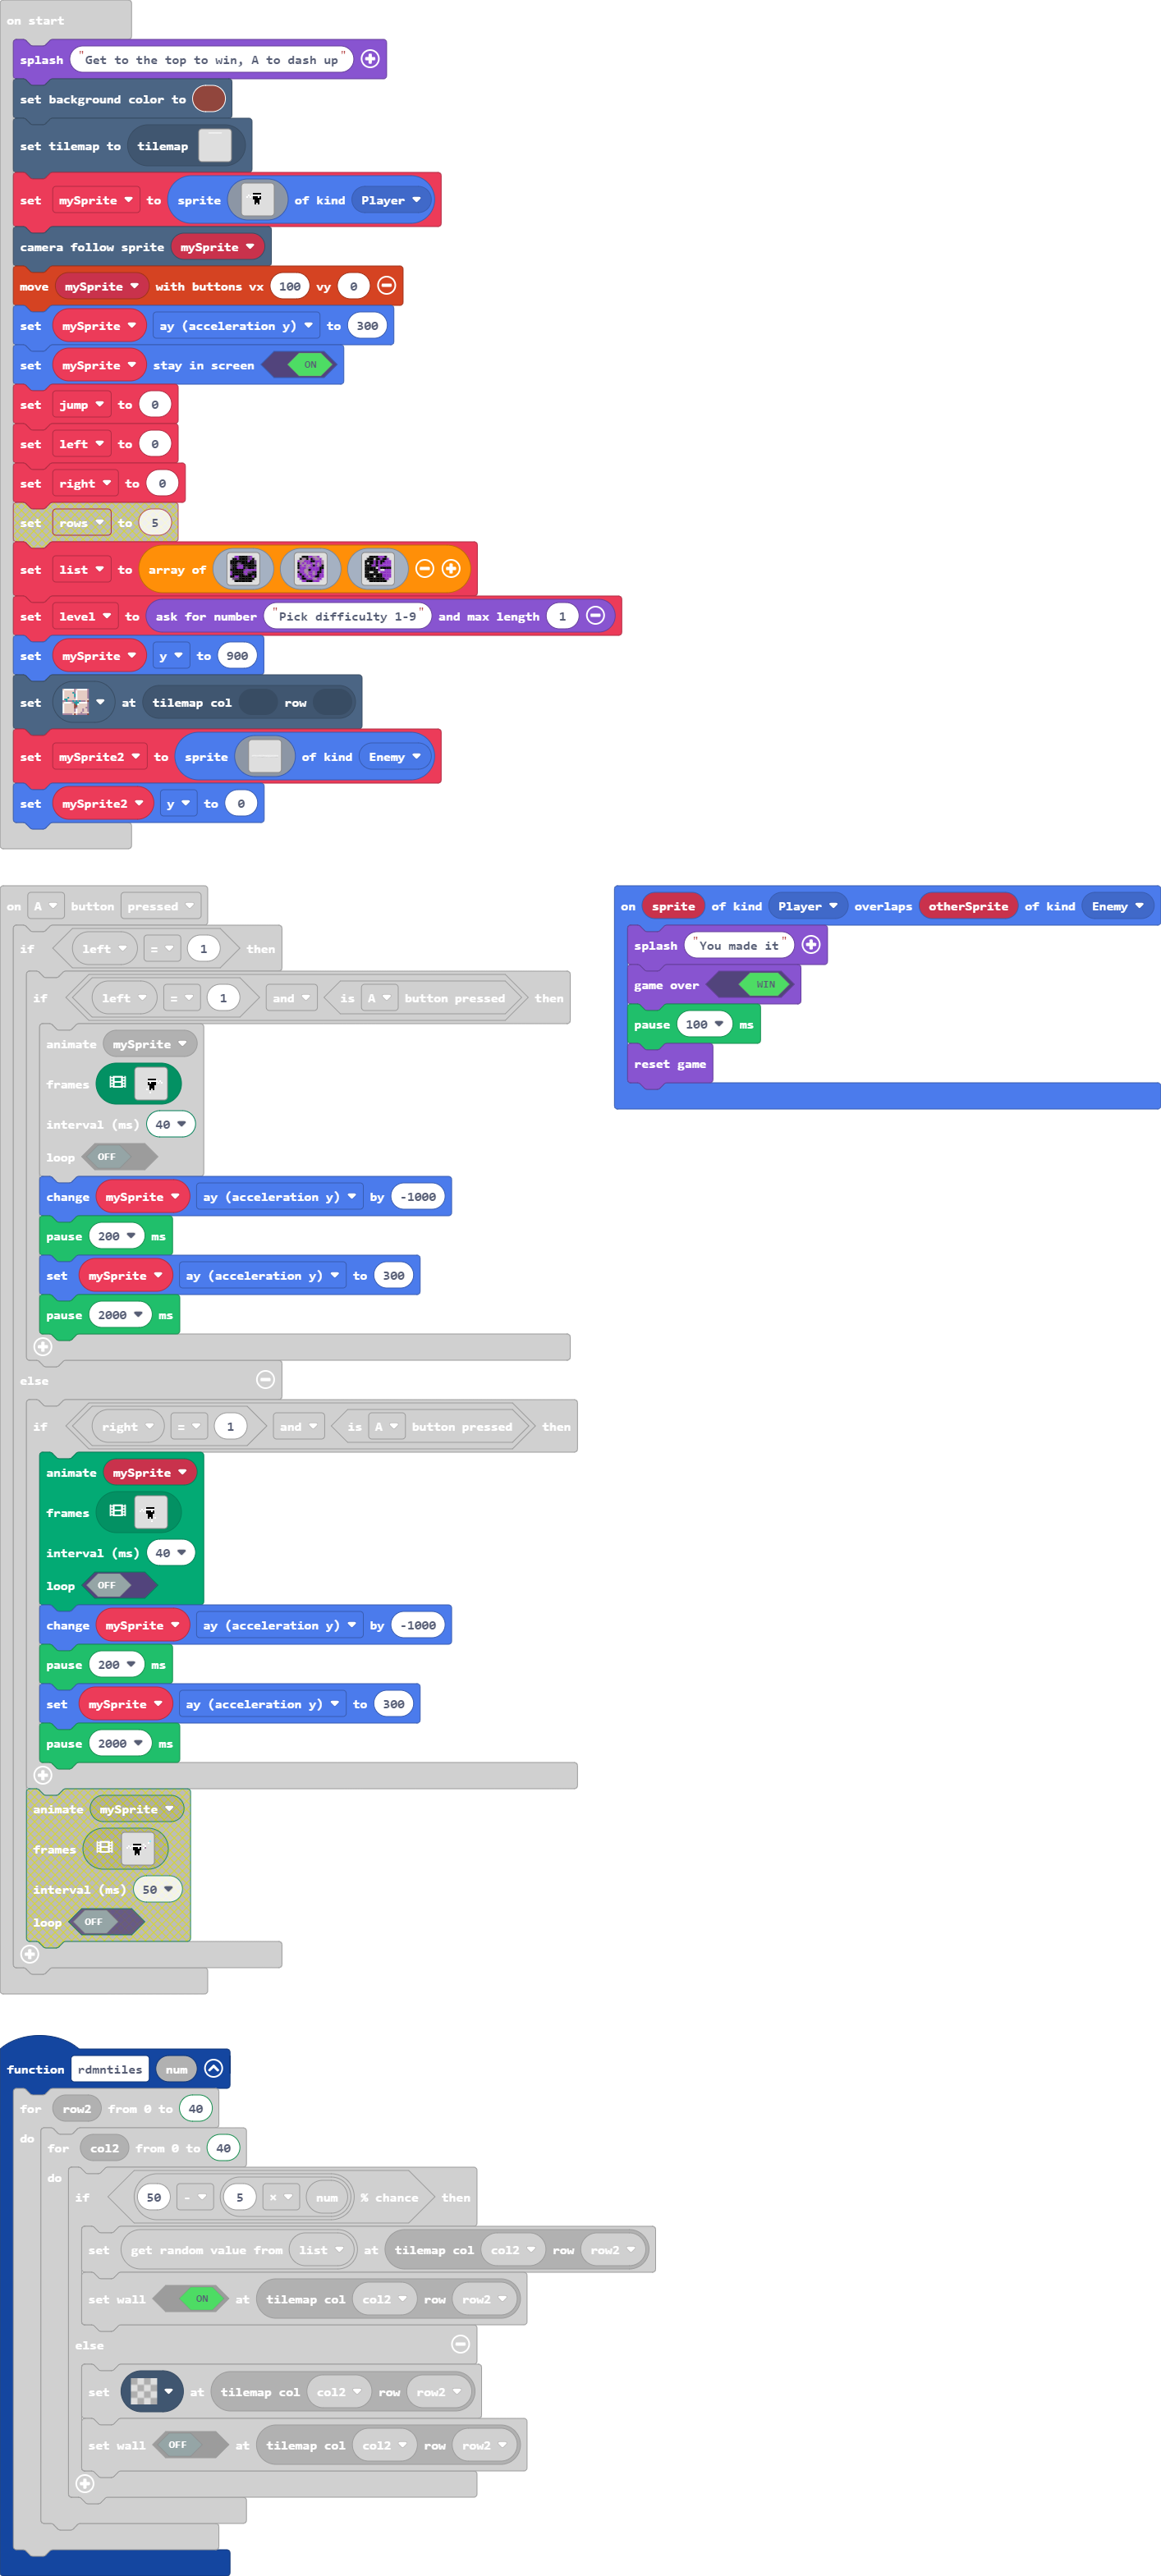 on start
splash "Get to the top to win, A to dash up"
set background color to
set tilemap to tilemap
set mySprite to sprite of kind Player
camera follow sprite mySprite
move mySprite with buttons vx 100 vy 0
set mySprite ay (acceleration y) to 300
set mySprite stay in screen ON
set jump to 0
set left to 0
set right to 0
set rows to 5
set list to array of
set level to ask for number "Pick difficulty 1-9" and max length 1
set mySprite y to 900
set at tilemap col row
set mySprite2 to sprite of kind Enemy
set mySprite2 y to 0
on A button pressed
if left = 1 then
if left = 1 and is A button pressed then
animate mySprite
frames
interval (ms) 40
loop OFF
change mySprite ay (acceleration y) by -1000
pause 200 ms
set mySprite ay (acceleration y) to 300
pause 2000 ms
else
if right = 1 and is A button pressed then
animate mySprite
frames
interval (ms) 40
loop OFF
change mySprite ay (acceleration y) by -1000
pause 200 ms
set mySprite ay (acceleration y) to 300
pause 2000 ms
animate mySprite
frames
interval (ms) 50
loop OFF
on sprite of kind Player overlaps otherSprite of kind Enemy
splash "You made it"
game over WIN
pause 100 ms
reset game
function rdmntiles num
for row2 from 0 to 40
do
for col2 from 0 to 40
do
if 50 - 5 × num % chance then
set get random value from list at tilemap col col2 row row2
set wall ON at tilemap col col2 row row2
else
set at tilemap col col2 row row2
set wall OFF at tilemap col col2 row row2